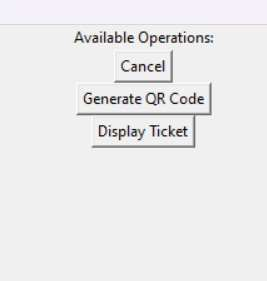 Available Operations:
Cancel
Generate QR Code
Display Ticket